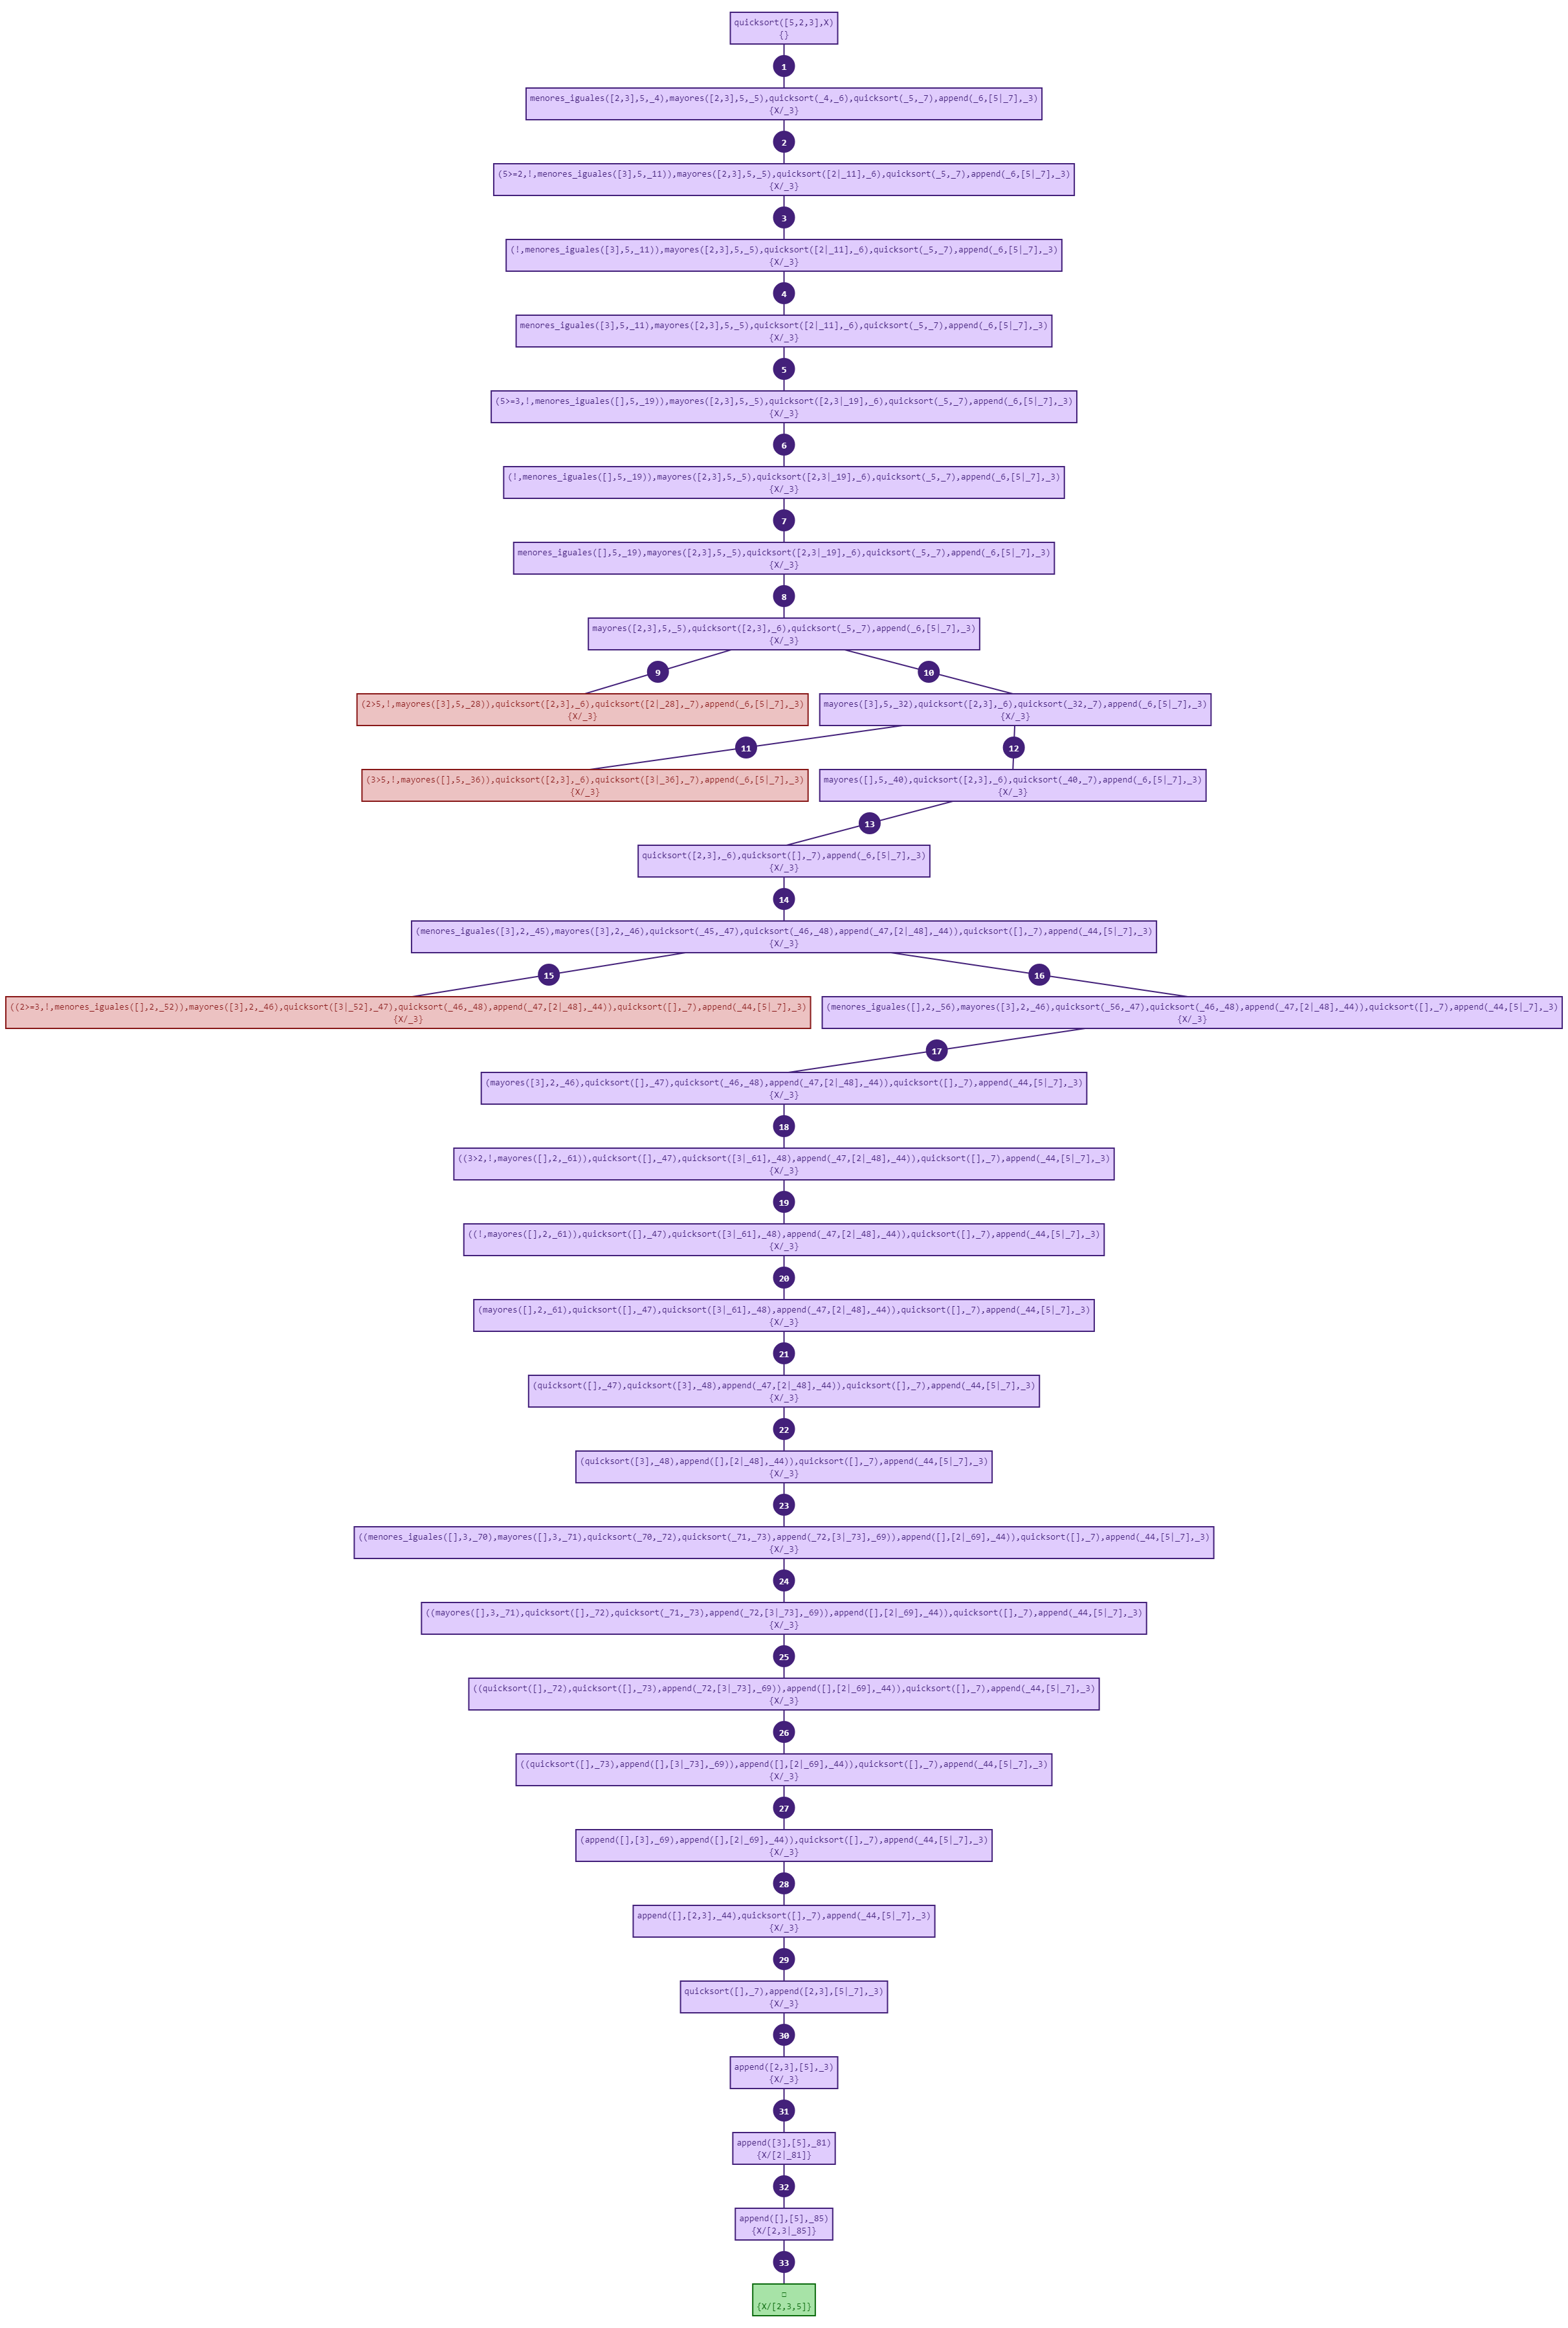 quicksort([5,2,3],X)
{}
1
menores_iguales([2,3],5,_4),mayores([2,3],5,_5),quicksort(_4,_6),quicksort(_5,_7),append(_6,[5|_7],_3)
{X/_3}
2
(5>=2,!,menores_iguales([3],5,_11)),mayores([2,3],5,_5),quicksort([2|_11],_6),quicksort(_5,_7),append(_6,[5|_7],_3)
{X/_3}
3
(!,menores_iguales([3],5,_11)),mayores([2,3],5,_5),quicksort([2|_11],_6),quicksort(_5,_7),append(_6,[5|_7],_3)
{X/_3}
4
menores_iguales([3],5,_11),mayores([2,3],5,_5),quicksort([2|_11],_6),quicksort(_5,_7),append(_6,[5|_7],_3)
{X/_3}
5
(5>=3,!,menores_iguales([],5,_19)),mayores([2,3],5,_5),quicksort([2,3|_19],_6),quicksort(_5,_7),append(_6,[5|_7],_3)
{X/_3}
6
(!,menores_iguales([],5,_19)),mayores([2,3],5,_5),quicksort([2,3|_19],_6),quicksort(_5,_7),append(_6,[5|_7],_3)
{X/_3}
7
menores_iguales([],5,_19),mayores([2,3],5,_5),quicksort([2,3|_19],_6),quicksort(_5,_7),append(_6,[5|_7],_3)
{X/_3}
8
mayores([2,3],5,_5),quicksort([2,3],_6),quicksort(_5,_7),append(_6,[5|_7],_3)
{X/_3}
9
10
(2>5,!,mayores([3],5,_28)),quicksort([2,3],_6),quicksort([2|_28],_7),append(_6,[5|_7],_3)
{X/_3}
mayores([3],5,_32),quicksort([2,3],_6),quicksort(_32,_7),append(_6,[5|_7],_3)
{X/_3}
11
12
(3>5,!,mayores([],5,_36)),quicksort([2,3],_6),quicksort([3|_36],_7),append(_6,[5|_7],_3)
{X/_3}
mayores([],5,_40),quicksort([2,3],_6),quicksort(_40,_7),append(_6,[5|_7],_3)
{X/_3}
13
quicksort([2,3],_6),quicksort([],_7),append(_6,[5|_7],_3)
{X/_3}
14
(menores_iguales([3],2,_45),mayores([3],2,_46),quicksort(_45,_47),quicksort(_46,_48),append(_47,[2|_48],_44)),quicksort([],_7),append(_44,[5|_7],_3)
{X/_3}
15
16
((2>=3,!,menores_iguales([],2,_52)),mayores([3],2,_46),quicksort([3|_52],_47),quicksort(_46,_48),append(_47,[2|_48],_44)),quicksort([],_7),append(_44,[5|_7],_3)
{X/_3}
(menores_iguales([],2,_56),mayores([3],2,_46),quicksort(_56,_47),quicksort(_46,_48),append(_47,[2|_48],_44)),quicksort([],_7),append(_44,[5|_7],_3)
{X/_3}
17
(mayores([3],2,_46),quicksort([],_47),quicksort(_46,_48),append(_47,[2|_48],_44)),quicksort([],_7),append(_44,[5|_7],_3)
{X/_3}
18
((3>2,!,mayores([],2,_61)),quicksort([],_47),quicksort([3|_61],_48),append(_47,[2|_48],_44)),quicksort([],_7),append(_44,[5|_7],_3)
{X/_3}
19
((!,mayores([],2,_61)),quicksort([],_47),quicksort([3|_61],_48),append(_47,[2|_48],_44)),quicksort([],_7),append(_44,[5|_7],_3)
{X/_3}
20
(mayores([],2,_61),quicksort([],_47),quicksort([3|_61],_48),append(_47,[2|_48],_44)),quicksort([],_7),append(_44,[5|_7],_3)
{X/_3}
21
(quicksort([],_47),quicksort([3],_48),append(_47,[2|_48],_44)),quicksort([],_7),append(_44,[5|_7],_3)
{X/_3}
22
(quicksort([3],_48),append([],[2|_48],_44)),quicksort([],_7),append(_44,[5|_7],_3)
{X/_3}
23
((menores_iguales([],3,_70),mayores([],3,_71),quicksort(_70,_72),quicksort(_71,_73),append(_72,[3|_73],_69)),append([],[2|_69],_44)),quicksort([],_7),append(_44,[5|_7],_3)
{X/_3}
24
((mayores([],3,_71),quicksort([],_72),quicksort(_71,_73),append(_72,[3|_73],_69)),append([],[2|_69],_44)),quicksort([],_7),append(_44,[5|_7],_3)
{X/_3}
25
((quicksort([],_72),quicksort([],_73),append(_72,[3|_73],_69)),append([],[2|_69],_44)),quicksort([],_7),append(_44,[5|_7],_3)
{X/_3}
26
((quicksort([],_73),append([],[3|_73],_69)),append([],[2|_69],_44)),quicksort([],_7),append(_44,[5|_7],_3)
{X/_3}
27
(append([],[3],_69),append([],[2|_69],_44)),quicksort([],_7),append(_44,[5|_7],_3)
{X/_3}
28
append([],[2,3],_44),quicksort([],_7),append(_44,[5|_7],_3)
{X/_3}
29
quicksort([],_7),append([2,3],[5|_7],_3)
{X/_3}
30
append([2,3],[5],_3)
{X/_3}
31
append([3],[5],_81)
{X/[2|_81]}
32
append([],[5],_85)
{X/[2,3|_85]}
33
□
{X/[2,3,5]}